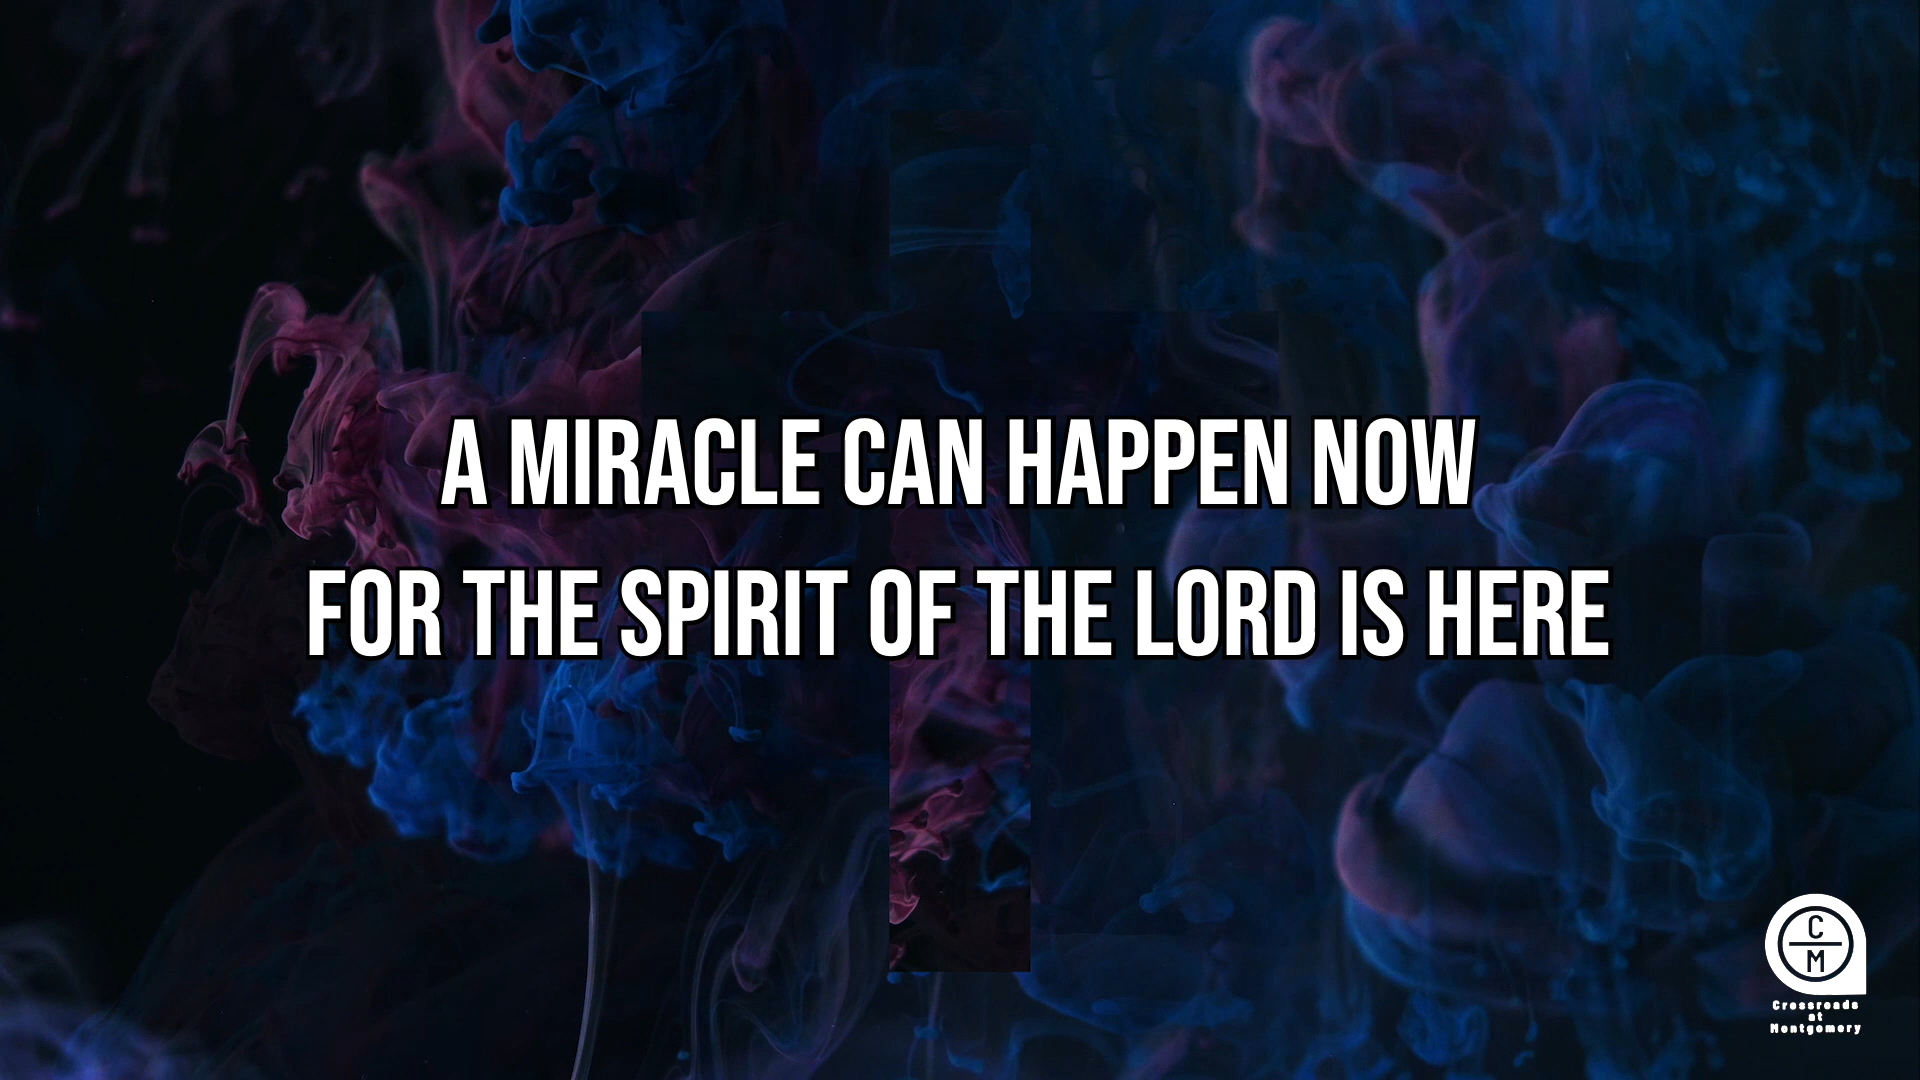 A MIRACLE CAN HAPPEN NOW
FOR THE SPIRIT OF THE LORD IS HERE
C
M
Crossroads
at
Montgomery